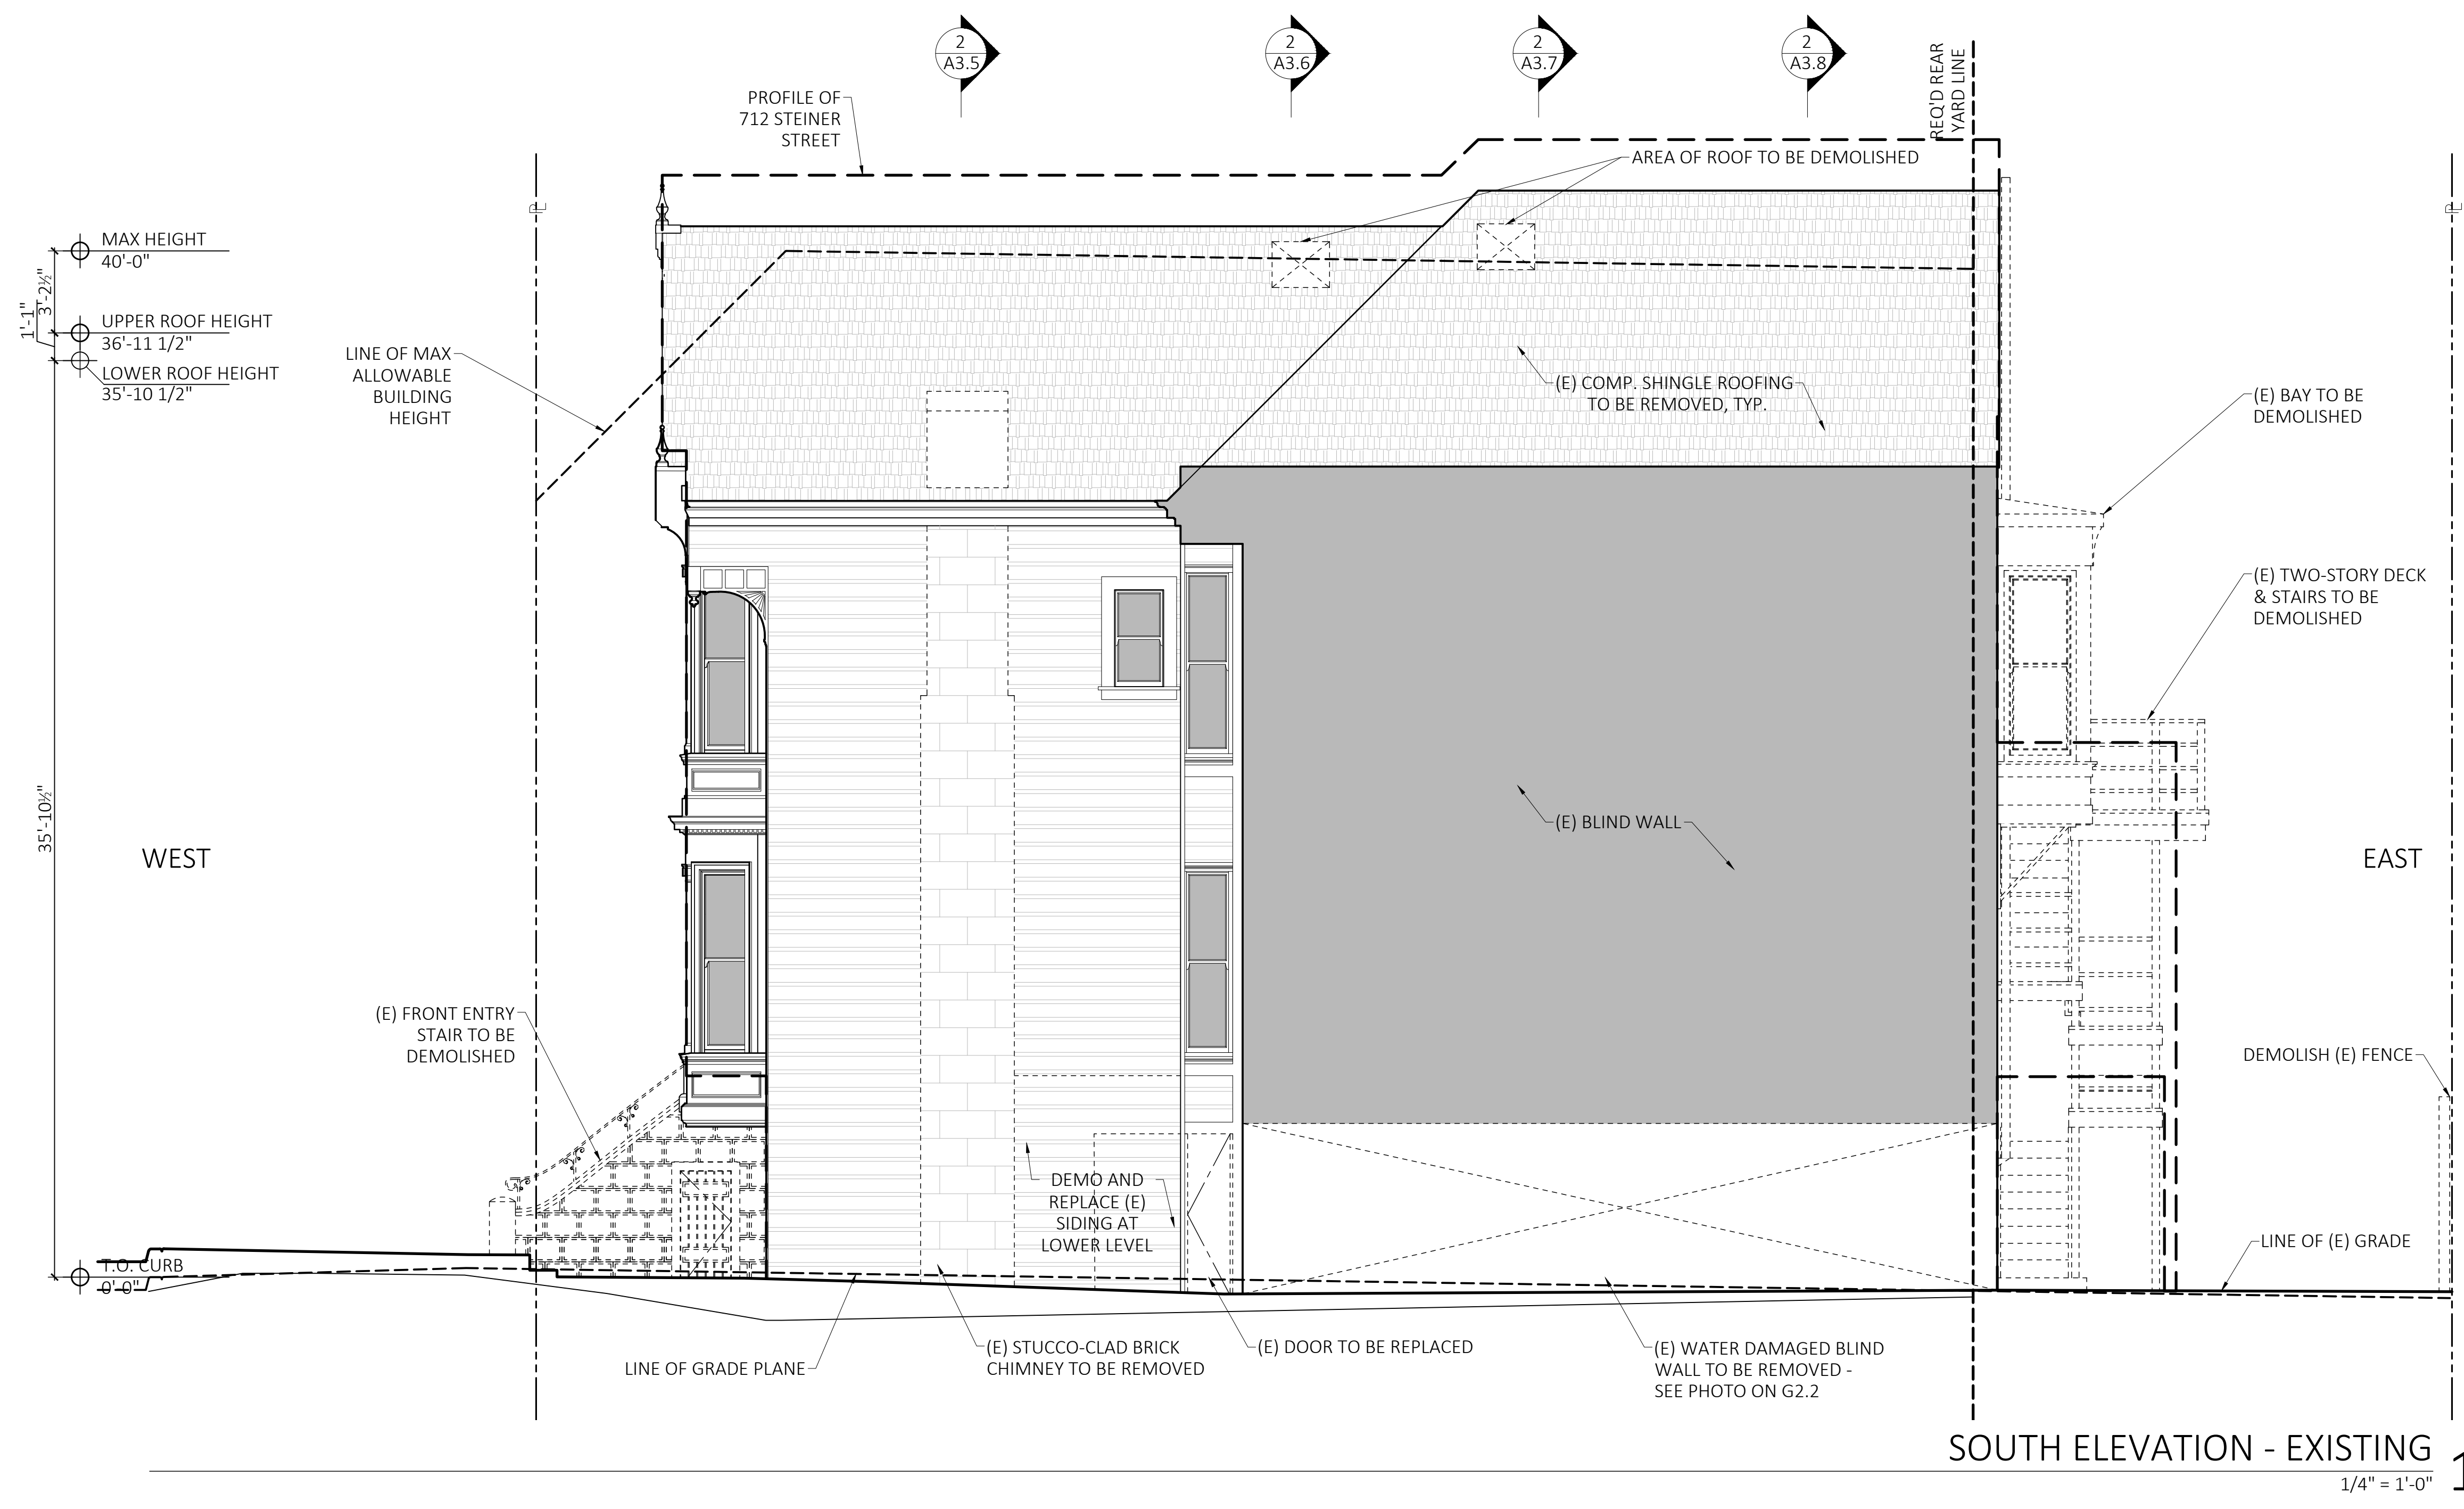 2
A3.5
2
A3.6
2
A3.7
2
A3.8
REQ'D REAR
YARD LINE
PROFILE OF
712 STEINER
STREET
AREA OF ROOF TO BE DEMOLISHED
PL
PL
MAX HEIGHT
40'-0"
3'-2½"
1'-1"
UPPER ROOF HEIGHT
36'-11 1/2"
LOWER ROOF HEIGHT
35'-10 1/2"
LINE OF MAX
ALLOWABLE
BUILDING
HEIGHT
(E) COMP. SHINGLE ROOFING
TO BE REMOVED, TYP.
(E) BAY TO BE
DEMOLISHED
(E) TWO-STORY DECK
& STAIRS TO BE
DEMOLISHED
35'-10½"
WEST
(E) BLIND WALL
EAST
(E) FRONT ENTRY
STAIR TO BE
DEMOLISHED
DEMOLISH (E) FENCE
DEMO AND
REPLACE (E)
SIDING AT
LOWER LEVEL
LINE OF (E) GRADE
T.O. CURB
0'-0"
LINE OF GRADE PLANE
(E) STUCCO-CLAD BRICK
CHIMNEY TO BE REMOVED
(E) DOOR TO BE REPLACED
(E) WATER DAMAGED BLIND
WALL TO BE REMOVED -
SEE PHOTO ON G2.2
SOUTH ELEVATION - EXISTING
1
1/4" = 1'-0"